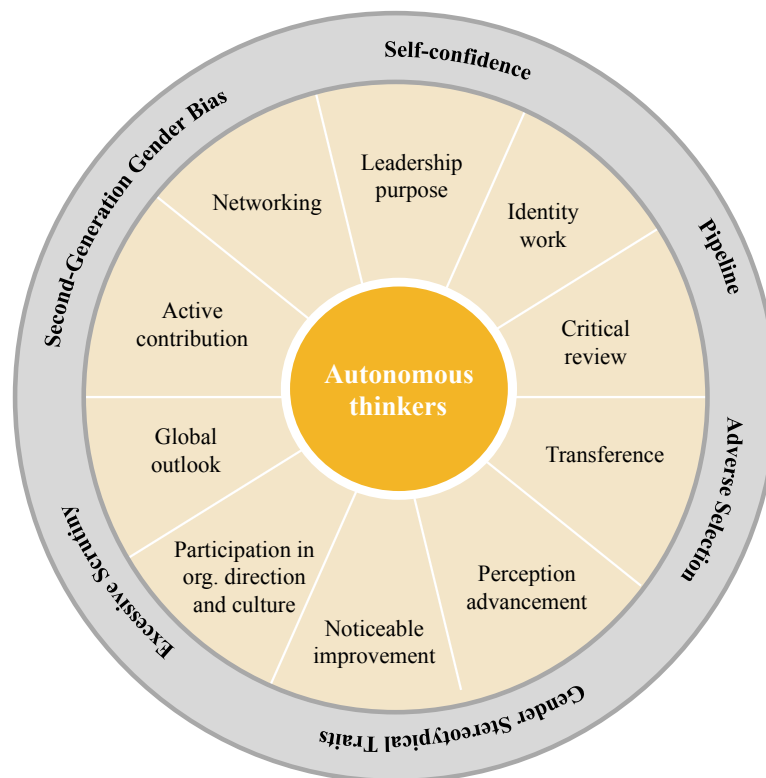 Self-confidence
Pipeline
Adverse Selection
Gender Stereotypical Traits
Excessive Scrutiny
Second-Generation Gender Bias
Leadership
purpose
Identity
work
Critical
review
Transference
Perception
advancement
Noticeable
improvement
Participation in
org. direction
and culture
Global
outlook
Active
contribution
Networking
Autonomous
thinkers